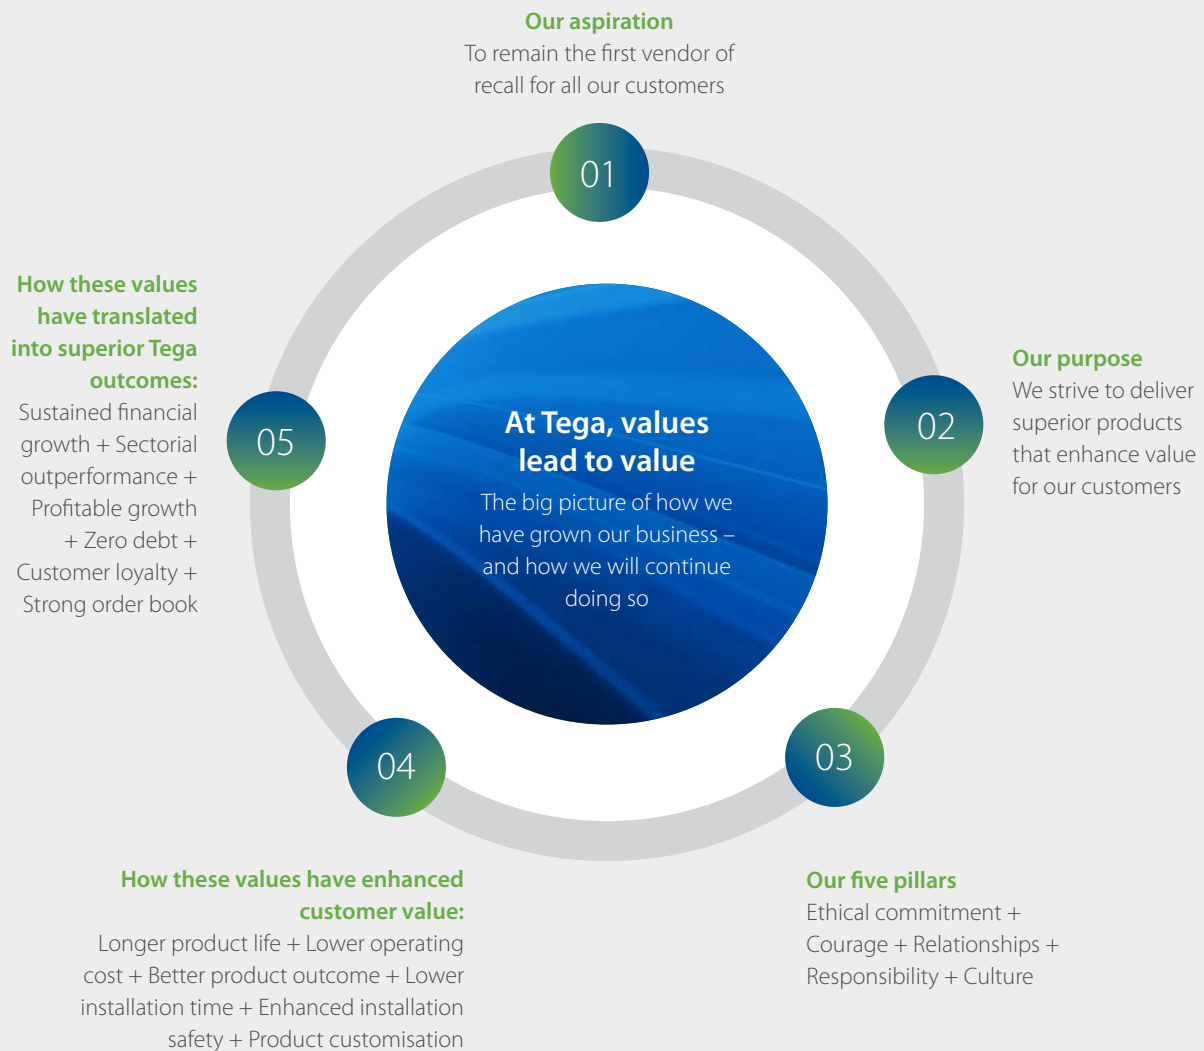 Our aspiration
To remain the first vendor of
recall for all our customers
01
At Tega, values
lead to value
The big picture of how we
have grown our business –
and how we will continue
doing so
02
Our purpose
We strive to deliver
superior products
that enhance value
for our customers
03
Our five pillars
Ethical commitment +
Courage + Relationships +
Responsibility + Culture
04
How these values have enhanced
customer value:
Longer product life + Lower operating
cost + Better product outcome + Lower
installation time + Enhanced installation
safety + Product customisation
05
How these values
have translated
into superior Tega
outcomes:
Sustained financial
growth + Sectorial
outperformance +
Profitable growth
+ Zero debt +
Customer loyalty +
Strong order book